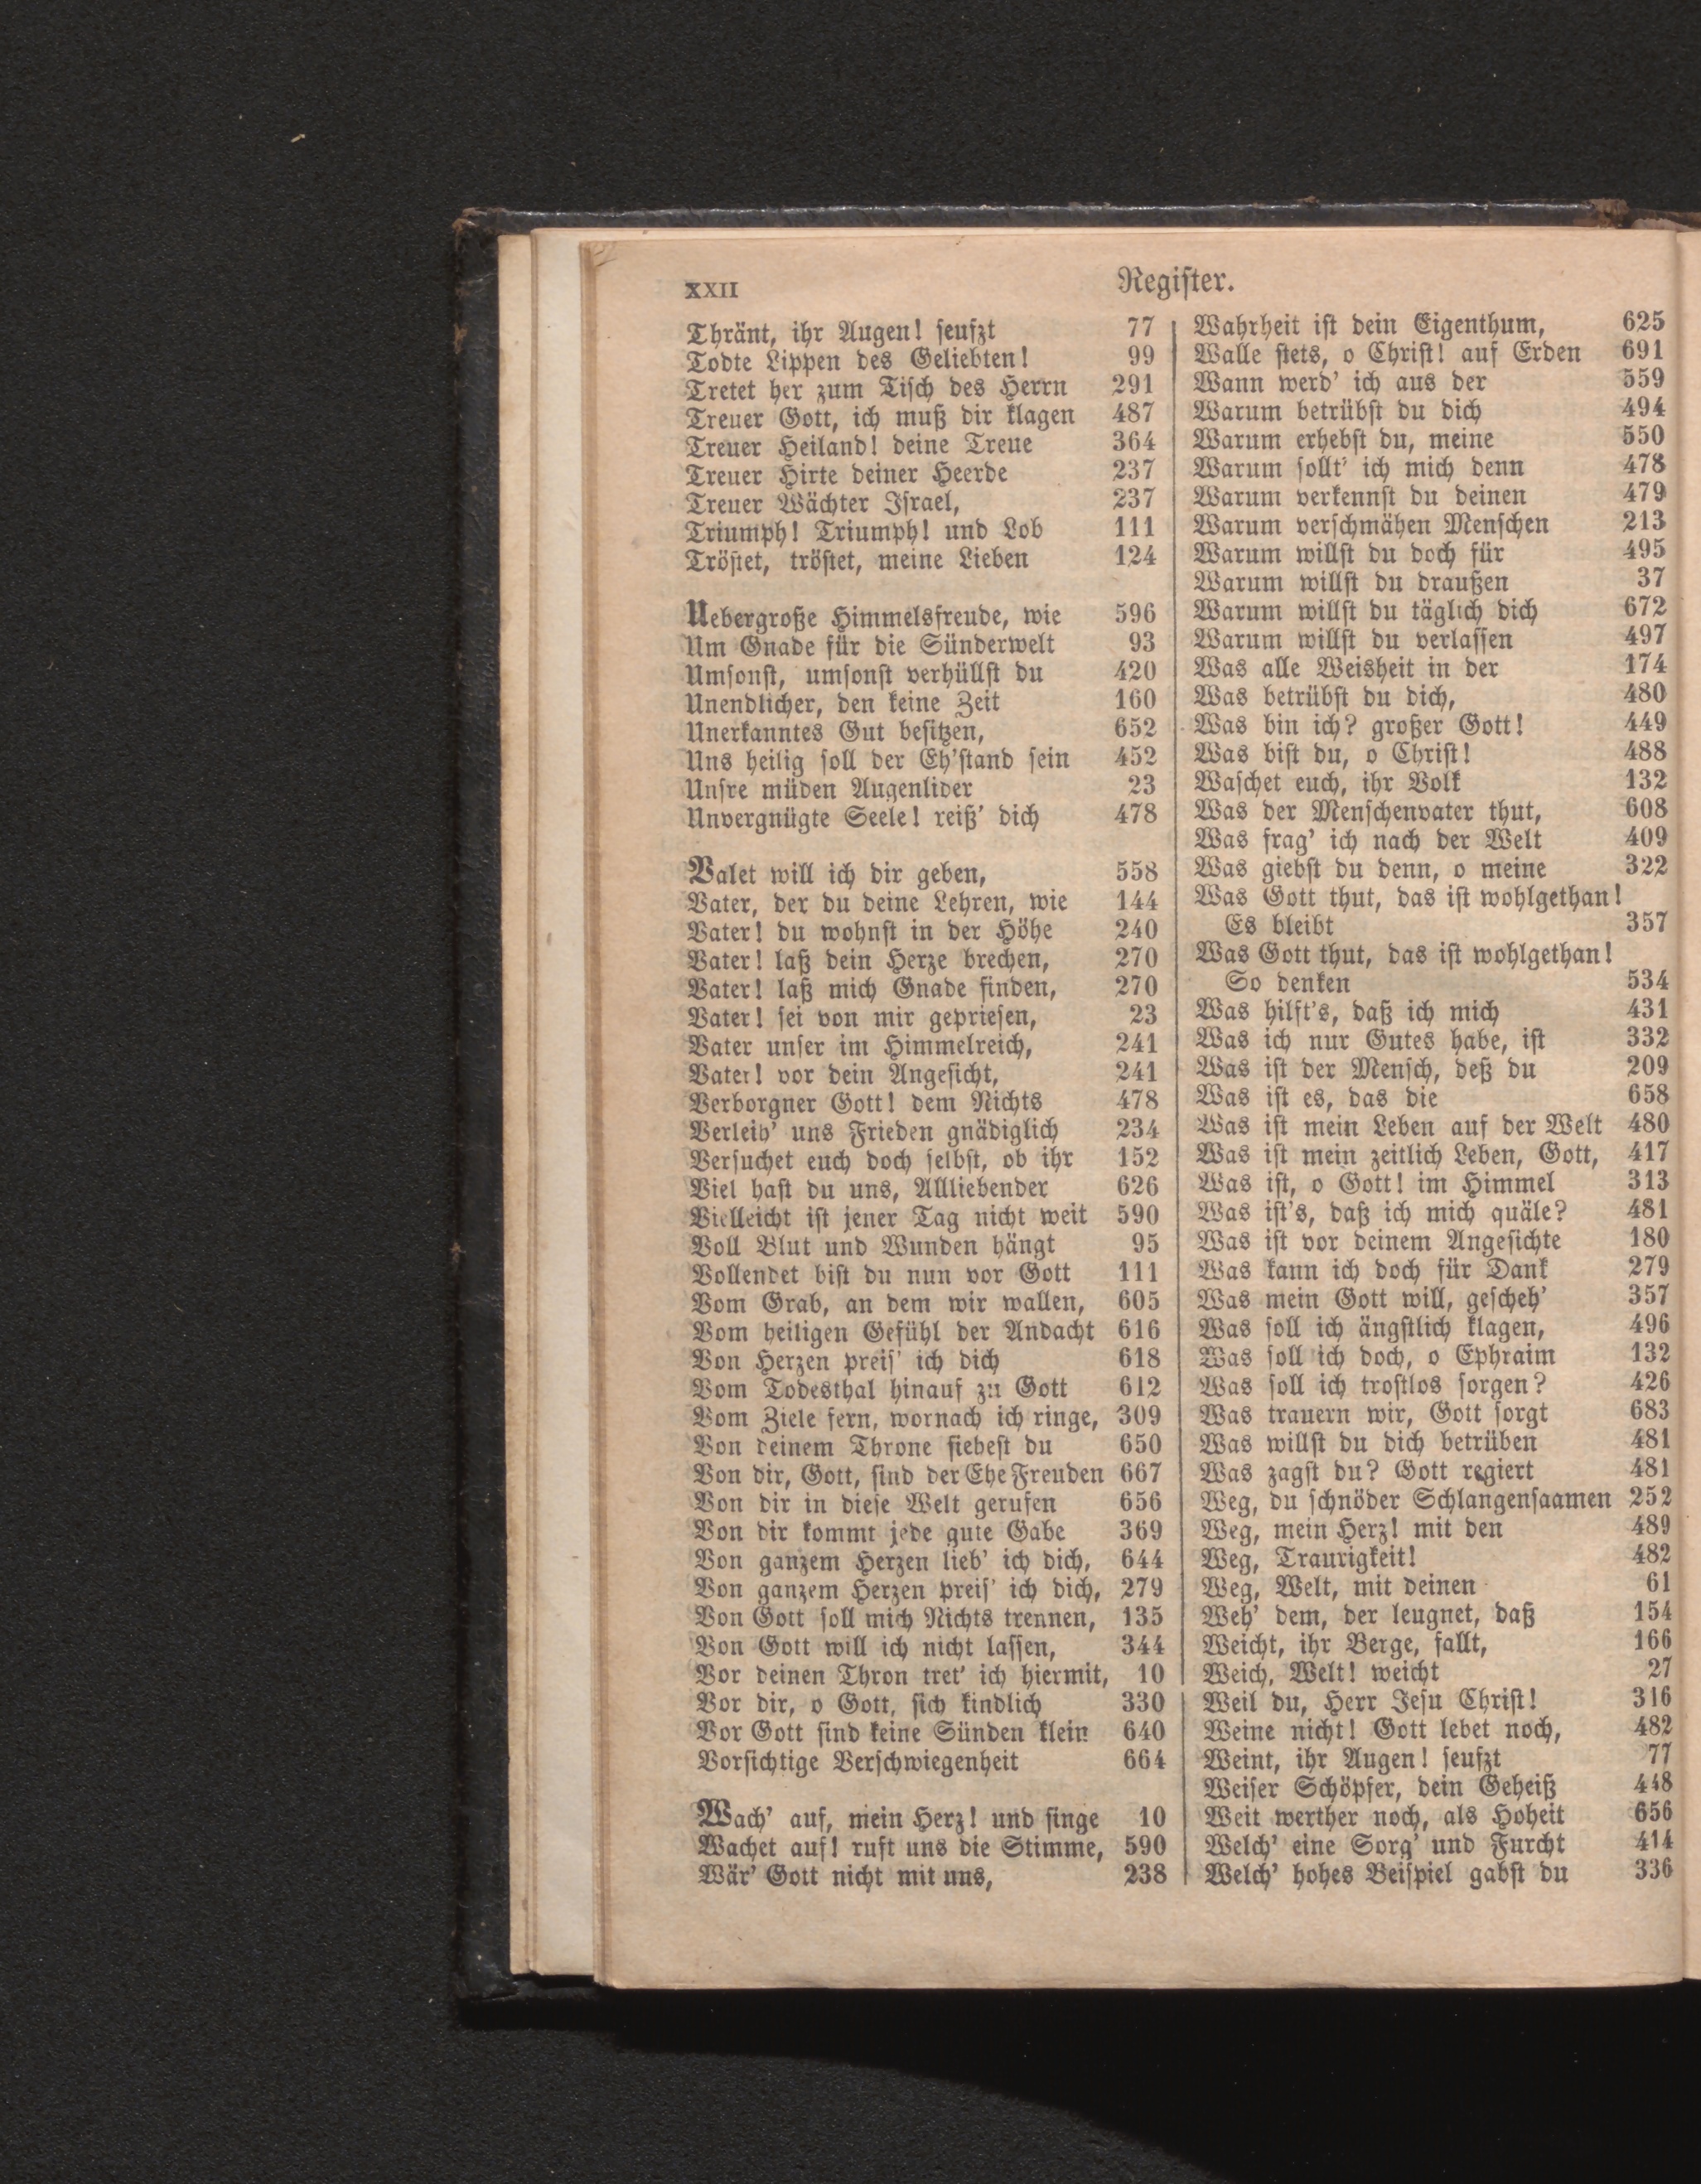 XXII
Register.
Thränt, ihr Augen! seufzt 77
Todte Lippen des Geliebten! 99
Tretet her zum Tisch des Herrn 291
Treuer Gott, ich muß dir klagen 487
Treuer Heiland! deine Treue 364
Treuer Hirte deiner Heerde 237
Treuer Wächter Israel, 237
Triumph! Triumph! und Lob 111
Tröstet, tröstet, meine Lieben 124
Uebergroße Himmelsfreude, wie 596
Um Gnade für die Sünderwelt 93
Umsonst, umsonst verhüllst du 420
Unendlicher, den keine Zeit 160
Unerkanntes Gut besitzen, 652
Uns heilig soll der Eh'stand sein 452
Unsre müden Augenlider 23
Unvergnügte Seele! reiß' dich 478
Valet will ich dir geben, 558
Vater, der du deine Lehren, wie 144
Vater! du wohnst in der Höhe 240
Vater! laß dein Herze brechen, 270
Vater! laß mich Gnade finden, 270
Vater! sei von mir gepriesen, 23
Vater unser im Himmelreich, 241
Vater! vor dein Angesicht, 241
Verborgner Gott! dem Nichts 478
Verleih' uns Frieden gnädiglich 234
Versuchet euch doch selbst, ob ihr 152
Viel hast du uns, Allliebender 626
Vielleicht ist jener Tag nicht weit 590
Voll Blut und Wunden hängt 95
Vollendet bist du nun vor Gott 111
Vom Grab, an dem wir wallen, 605
Vom heiligen Gefühl der Andacht 616
Von Herzen preis' ich dich 618
Vom Todesthal hinauf zu Gott 612
Vom Ziele fern, wornach ich ringe, 309
Von deinem Throne siehest du 650
Von dir, Gott, sind der Ehe Freuden 667
Von dir in diese Welt gerufen 656
Von dir kommt jede gute Gabe 369
Von ganzem Herzen lieb' ich dich, 644
Von ganzem Herzen preis' ich dich, 279
Von Gott soll mich Nichts trennen, 135
Von Gott will ich nicht lassen, 344
Vor deinen Thron tret' ich hiermit, 10
Vor dir, o Gott, sich kindlich 330
Vor Gott sind keine Sünden klein 640
Vorsichtige Verschwiegenheit 664
Wach' auf, mein Herz! und singe 10
Wachet auf! ruft uns die Stimme, 590
Wär' Gott nicht mit uns, 238
Wahrheit ist dein Eigenthum, 625
Walle stets, o Christ! auf Erden 691
Wann werd' ich aus der 559
Warum betrübst du dich 494
Warum erhebst du, meine 550
Warum sollt' ich mich denn 478
Warum verkennst du deinen 479
Warum verschmähen Menschen 213
Warum willst du doch für 495
Warum willst du draußen 37
Warum willst du täglich dich 672
Warum willst du verlassen 497
Was alle Weisheit in der 174
Was betrübst du dich, 480
Was bin ich? großer Gott! 449
Was bist du, o Christ! 488
Waschet euch, ihr Volk 132
Was der Menschenvater thut, 608
Was frag' ich nach der Welt 409
Was giebst du denn, o meine 322
Was Gott thut, das ist wohlgethan!
Es bleibt 357
Was Gott thut, das ist wohlgethan!
So denken 534
Was hilft's, daß ich mich 431
Was ich nur Gutes habe, ist 332
Was ist der Mensch, deß du 209
Was ist es, das die 658
Was ist mein Leben auf der Welt 480
Was ist mein zeitlich Leben, Gott, 417
Was ist, o Gott! im Himmel 313
Was ist's, daß ich mich quäle? 481
Was ist vor deinem Angesichte 180
Was kann ich doch für Dank 279
Was mein Gott will, gescheh' 357
Was soll ich ängstlich klagen, 496
Was soll ich doch, o Ephraim 132
Was soll ich trostlos sorgen? 426
Was trauern wir, Gott sorgt 683
Was willst du dich betrüben 481
Was zagst du? Gott regiert 481
Weg, du schnöder Schlangensaamen 252
Weg, mein Herz! mit den 489
Weg, Traurigkeit! 482
Weg, Welt, mit deinen 61
Weh' dem, der leugnet, daß 154
Weicht, ihr Berge, fallt, 166
Weich, Welt! weicht 27
Weil du, Herr Jesu Christ! 316
Weine nicht! Gott lebet noch, 482
Weint, ihr Augen! seufzt 77
Weiser Schöpfer, dein Geheiß 448
Weit werther noch, als Hoheit 656
Welch' eine Sorg' und Furcht 414
Welch' hohes Beispiel gabst du 336